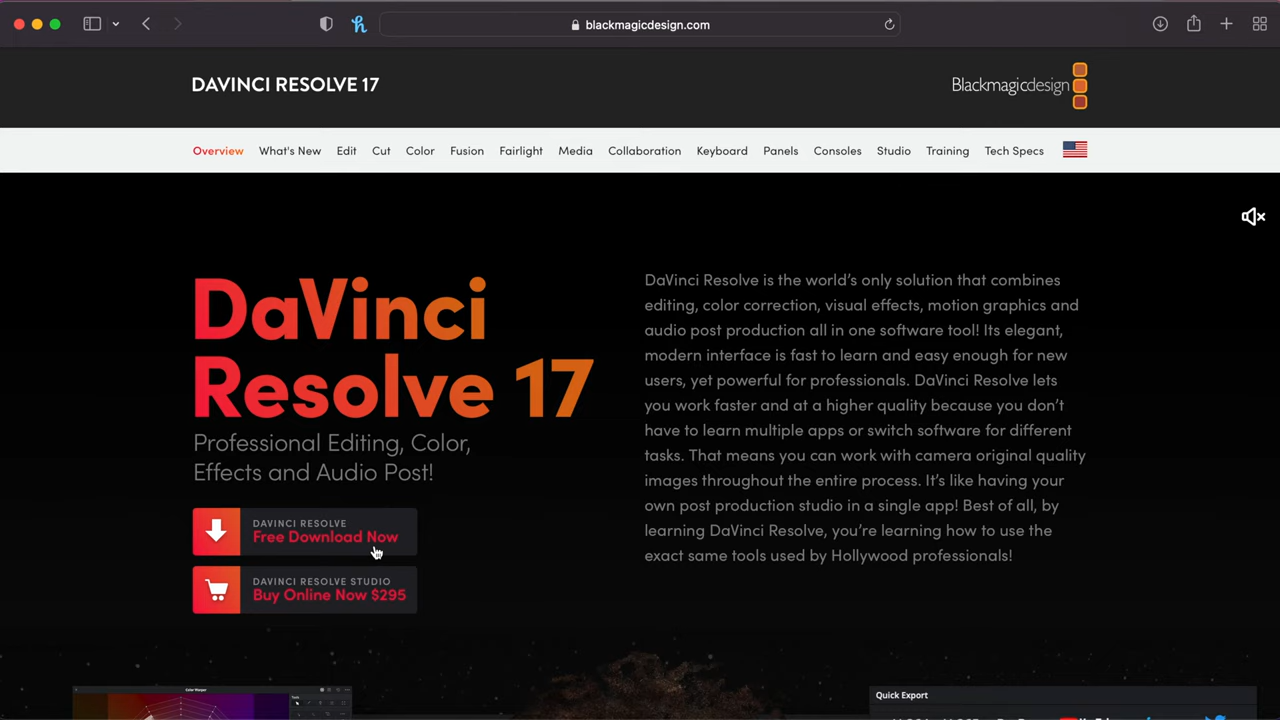 blackmagicdesign.com
DAVINCI RESOLVE 17
Blackmagicdesign
Overview What's New Edit Cut Color Fusion Fairlight Media Collaboration Keyboard Panels Consoles Studio Training Tech Specs
DaVinci
Resolve 17
Professional Editing, Color,
Effects and Audio Post!
DAVINCI RESOLVE
Free Download Now
DAVINCI RESOLVE STUDIO
Buy Online Now $295
DaVinci Resolve is the world's only solution that combines
editing, color correction, visual effects, motion graphics and
audio post production all in one software tool! Its elegant,
modern interface is fast to learn and easy enough for new
users, yet powerful for professionals. DaVinci Resolve lets
you work faster and at a higher quality because you don't
have to learn multiple apps or switch software for different
tasks. That means you can work with camera original quality
images throughout the entire process. It's like having your
own post production studio in a single app! Best of all, by
learning DaVinci Resolve, you're learning how to use the
exact same tools used by Hollywood professionals!
Color Warper
Tools
Quick Export